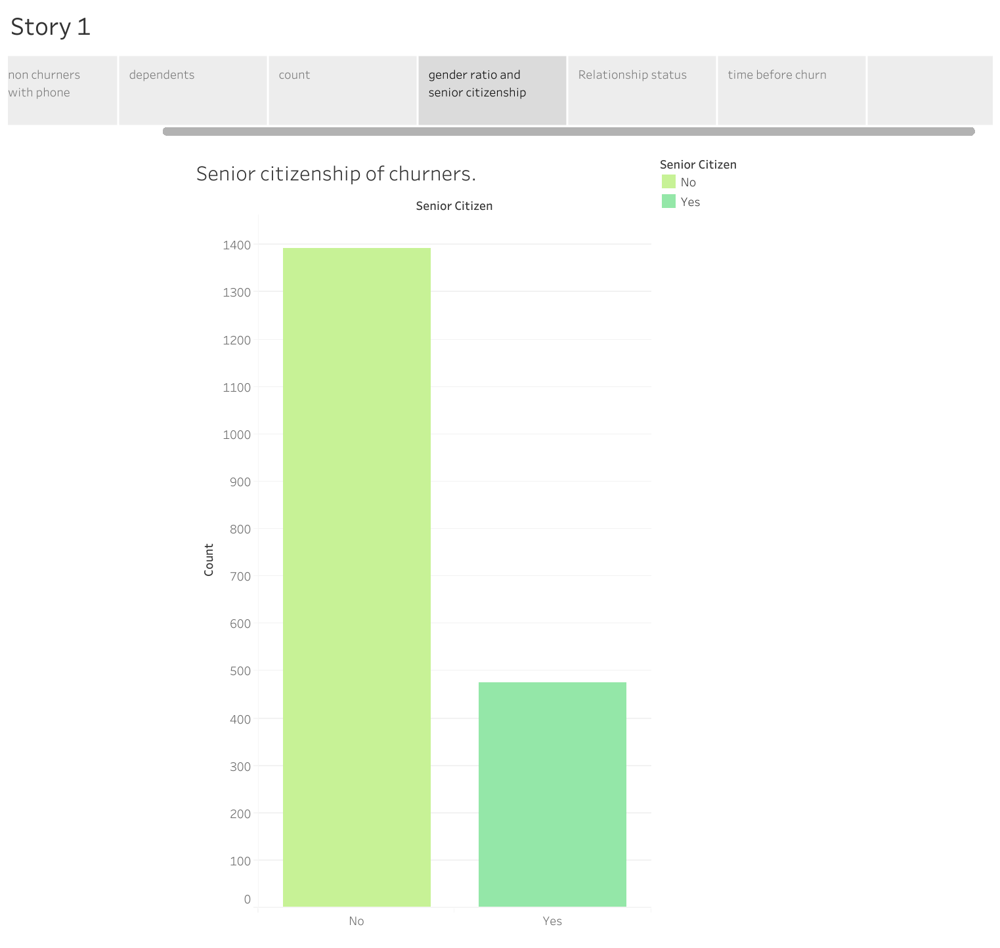 Story 1
non churners
with phone
dependents
count
gender ratio and
senior citizenship
Relationship status
time before churn
Senior citizenship of churners.
Senior Citizen
No
Yes
Senior Citizen
1400
1300
1200
1100
1000
900
800
700
600
500
400
300
200
100
0
Count
No
Yes